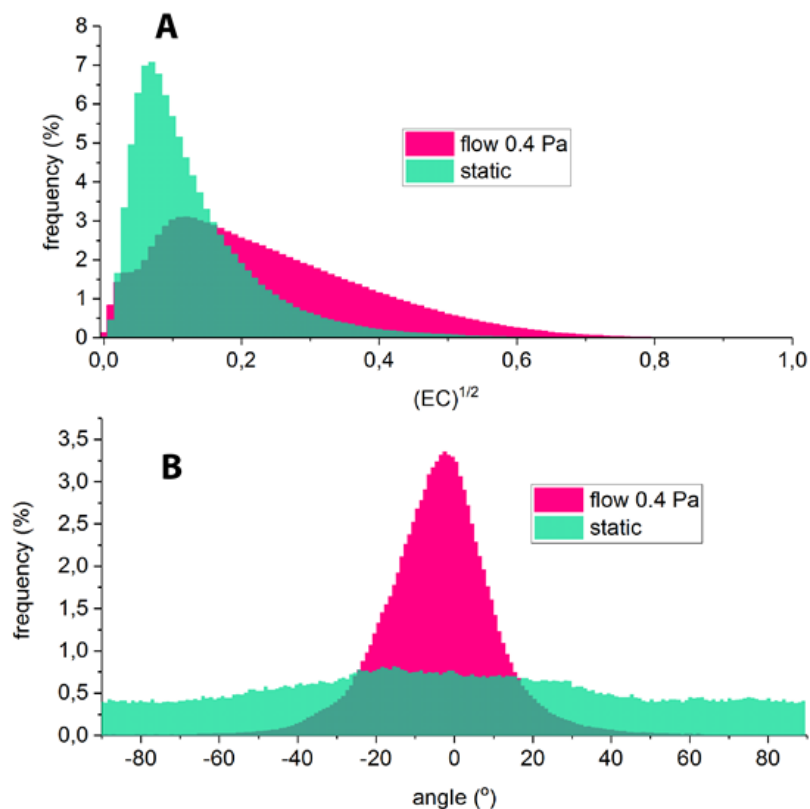 A
8
7
6
5
4
3
2
1
0
frequency (%)
flow 0.4 Pa
static
0,0 0,2 0,4 0,6 0,8 1,0
(EC)1/2
B
3,5
3,0
2,5
2,0
1,5
1,0
0,5
0,0
frequency (%)
flow 0.4 Pa
static
-80 -60 -40 -20 0 20 40 60 80
angle (º)